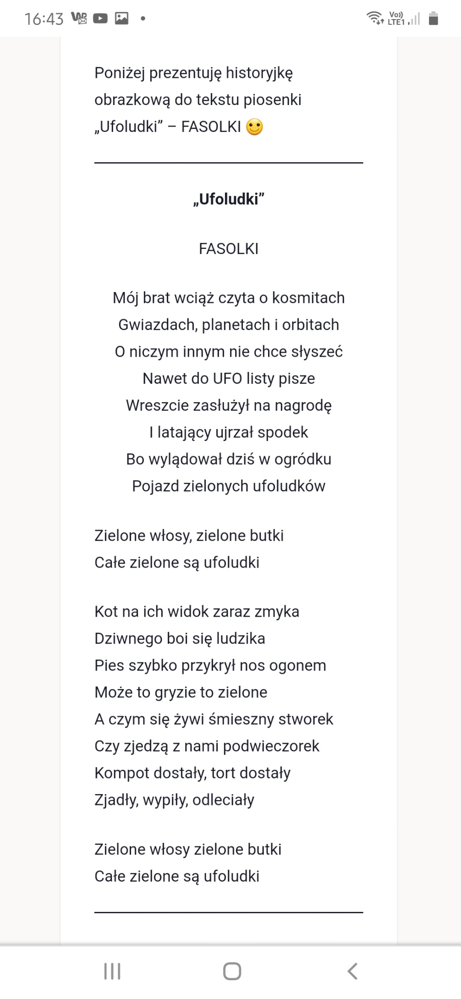 16:43
Vo))
LTE1
Poniżej prezentuję historyjkę
obrazkową do tekstu piosenki
„Ufoludki” – FASOLKI
„Ufoludki”
FASOLKI
Mój brat wciąż czyta o kosmitach
Gwiazdach, planetach i orbitach
O niczym innym nie chce słyszeć
Nawet do UFO listy pisze
Wreszcie zasłużył na nagrodę
I latający ujrzał spodek
Bo wylądował dziś w ogródku
Pojazd zielonych ufoludków
Zielone włosy, zielone butki
Całe zielone są ufoludki
Kot na ich widok zaraz zmyka
Dziwnego boi się ludzika
Pies szybko przykrył nos ogonem
Może to gryzie to zielone
A czym się żywi śmieszny stworek
Czy zjedzą z nami podwieczorek
Kompot dostały, tort dostały
Zjadły, wypiły, odleciały
Zielone włosy zielone butki
Całe zielone są ufoludki